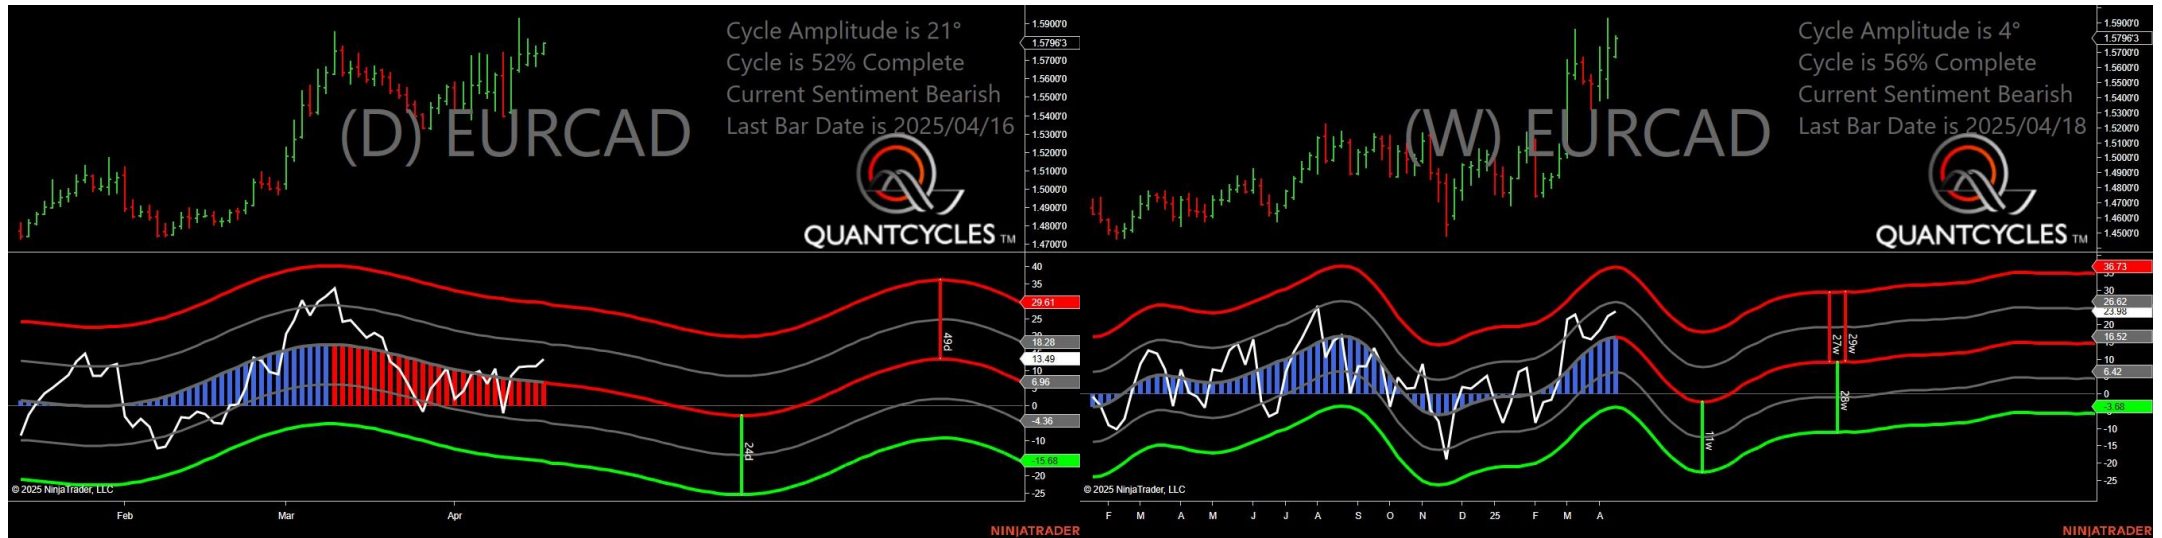 Cycle Amplitude is 21°
Cycle is 52% Complete
Current Sentiment Bearish
Last Bar Date is 2025/04/16
(D) EURCAD
QUANTCYCLES TM
1.5900'0
1.5796'3
1.5700'0
1.5600'0
1.5500'0
1.5400'0
1.5300'0
1.5200'0
1.5100'0
1.5000'0
1.4900'0
1.4800'0
1.4700'0
40
35
29.61
25
18.28
13.49
6.96
0
-4.36
-10
-15.68
-20
-25
49d
24d
© 2025 NinjaTrader, LLC
Feb Mar Apr
NINJATRADER
Cycle Amplitude is 4°
Cycle is 56% Complete
Current Sentiment Bearish
Last Bar Date is 2025/04/18
(W) EURCAD
QUANTCYCLES TM
1.5900'0
1.5796'3
1.5700'0
1.5600'0
1.5400'0
1.5300'0
1.5200'0
1.5100'0
1.5000'0
1.4900'0
1.4800'0
1.4700'0
1.4600'0
1.4500'0
36.73
30
26.62
23.98
16.52
10
6.42
0
-3.68
-10
-15
-20
-25
27w
29w
28w
11w
© 2025 NinjaTrader, LLC
F M A M J J A S O N D 25 F M A
NINJATRADER